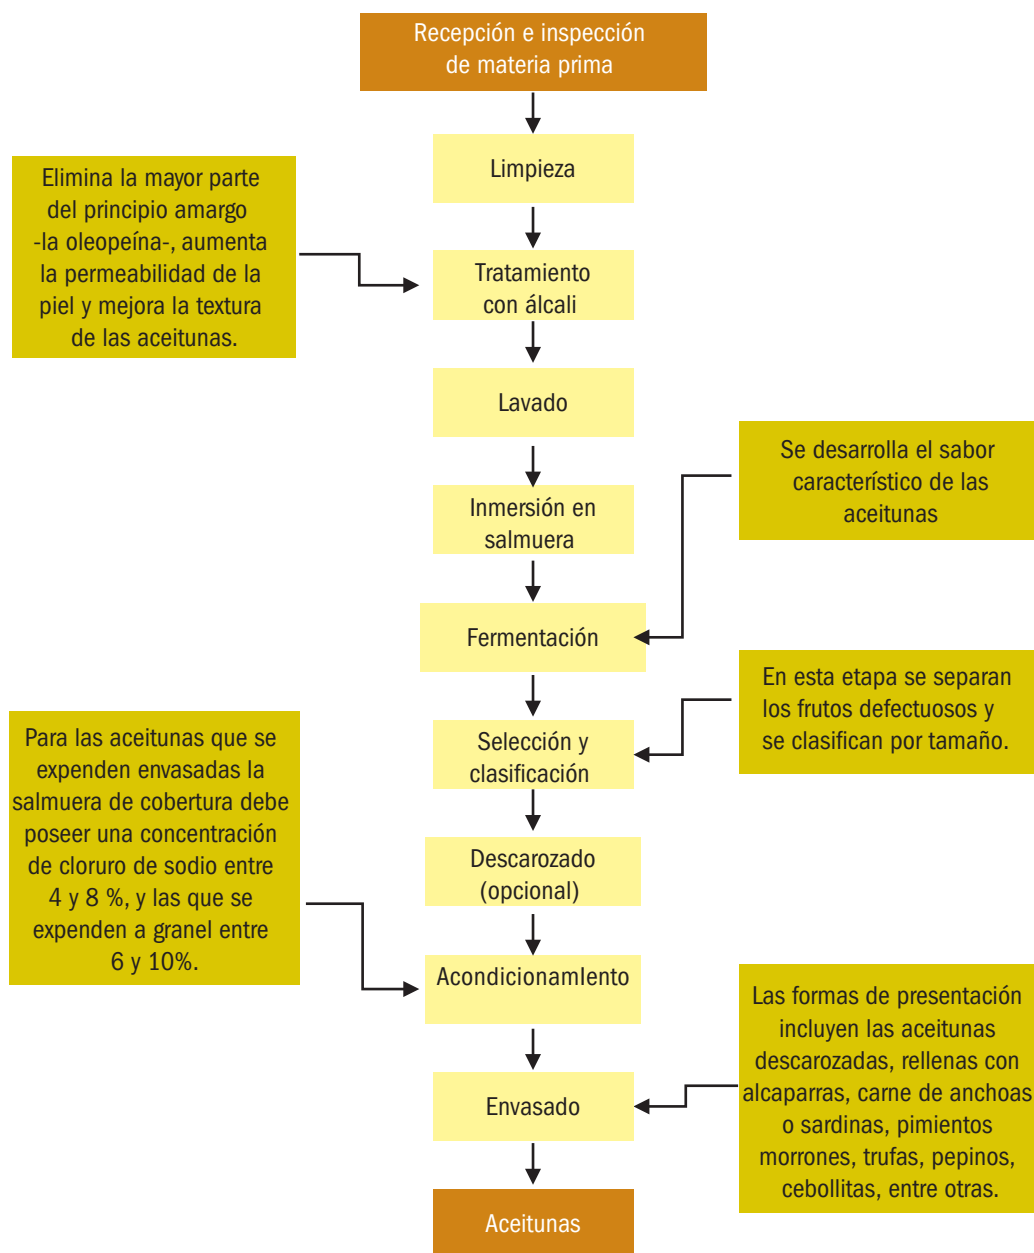 Recepción e inspección
de materia prima
Limpieza
Elimina la mayor parte
del principio amargo
-la oleopeína-, aumenta
la permeabilidad de la
piel y mejora la textura
de las aceitunas.
Tratamiento
con álcali
Lavado
Inmersión en
salmuera
Se desarrolla el sabor
característico de las
aceitunas
Fermentación
En esta etapa se separan
los frutos defectuosos y
se clasifican por tamaño.
Selección y
clasificación
Descarozado
(opcional)
Para las aceitunas que se
expenden envasadas la
salmuera de cobertura debe
poseer una concentración
de cloruro de sodio entre
4 y 8 %, y las que se
expenden a granel entre
6 y 10%.
AcondicionamIento
Las formas de presentación
incluyen las aceitunas
descarozadas, rellenas con
alcaparras, carne de anchoas
o sardinas, pimientos
morrones, trufas, pepinos,
cebollitas, entre otras.
Envasado
Aceitunas